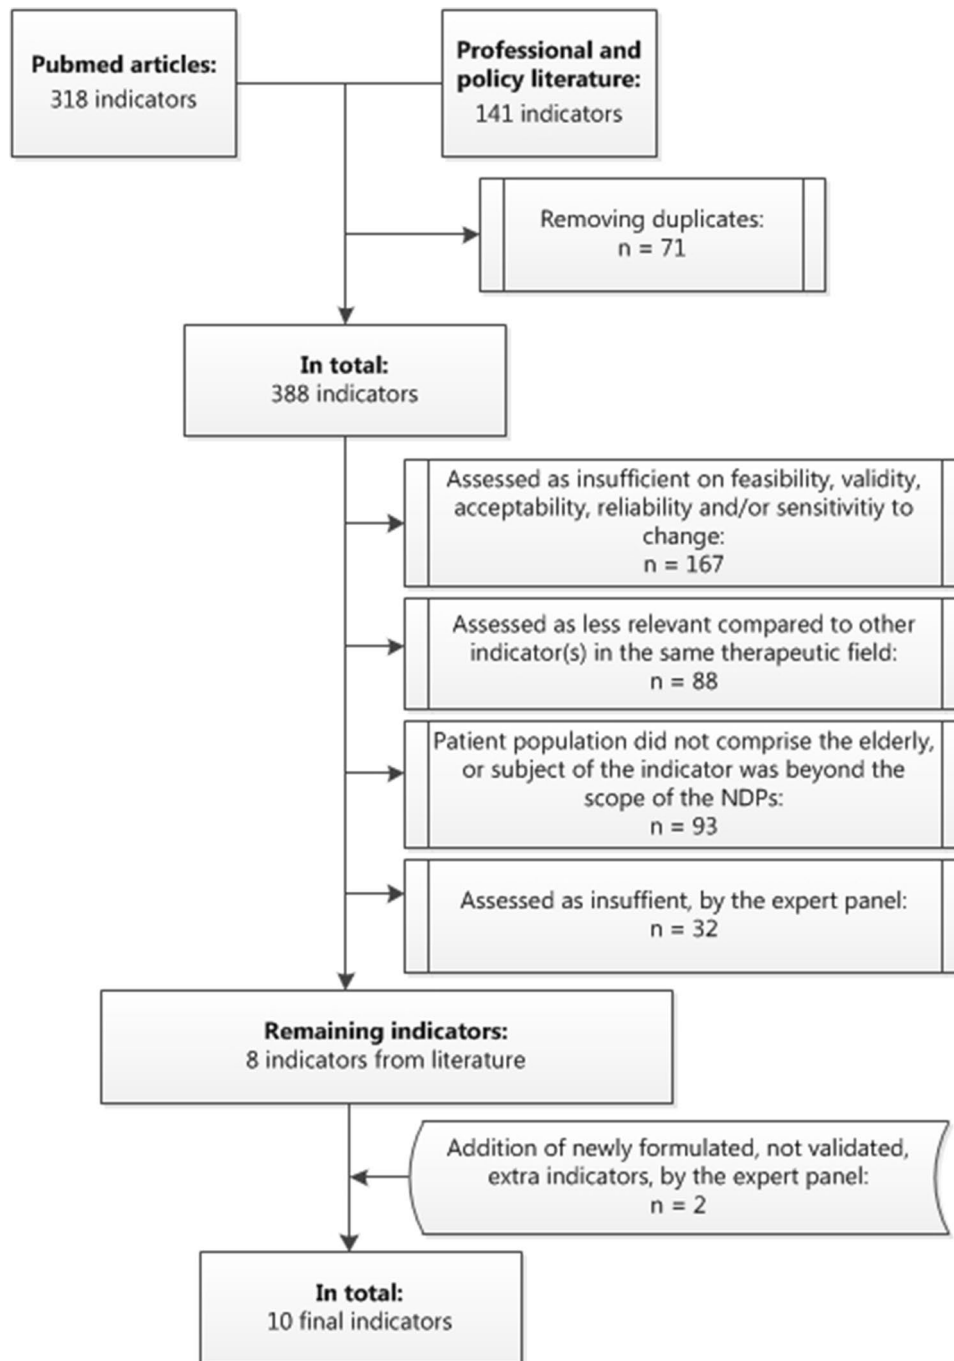 Pubmed articles:
318 indicators
Professional and
policy literature:
141 indicators
Removing duplicates:
n = 71
In total:
388 indicators
Assessed as insufficient on feasibility, validity,
acceptability, reliability and/or sensitivitiy to
change:
n = 167
Assessed as less relevant compared to other
indicator(s) in the same therapeutic field:
n = 88
Patient population did not comprise the elderly,
or subject of the indicator was beyond the
scope of the NDPs:
n = 93
Assessed as insuffient, by the expert panel:
n = 32
Remaining indicators:
8 indicators from literature
Addition of newly formulated, not validated,
extra indicators, by the expert panel:
n = 2
In total:
10 final indicators